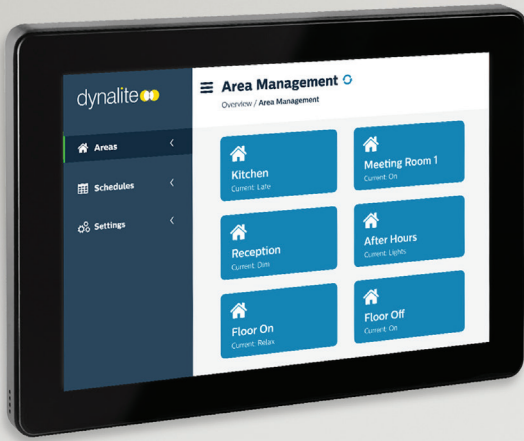 dynalite
Areas
Schedules
Settings
Area Management
Overview / Area Management
Kitchen
Current: Late
Meeting Room 1
Current: On
Reception
Current: Dim
After Hours
Current: Lights
Floor On
Current: Relax
Floor Off
Current: On